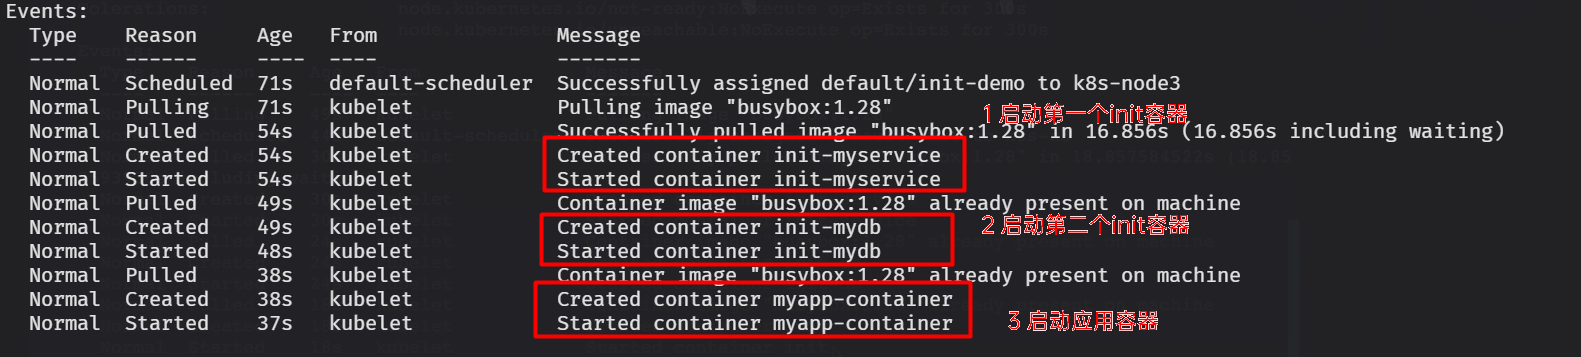 Events:
Type Reason Age From Message
---- ------ ---- ---- -------
Normal Scheduled 71s default-scheduler Successfully assigned default/init-demo to k8s-node3
Normal Pulling 71s kubelet Pulling image "busybox:1.28"
1 启动第一个init容器
Normal Pulled 54s kubelet Successfully pulled image "busybox:1.28" in 16.856s (16.856s including waiting)
Normal Created 54s kubelet Created container init-myservice
Normal Started 54s kubelet Started container init-myservice
Normal Pulled 49s kubelet Container image "busybox:1.28" already present on machine
Normal Created 49s kubelet Created container init-mydb
2 启动第二个init容器
Normal Started 48s kubelet Started container init-mydb
Normal Pulled 38s kubelet Container image "busybox:1.28" already present on machine
Normal Created 38s kubelet Created container myapp-container
Normal Started 37s kubelet Started container myapp-container
3 启动应用容器